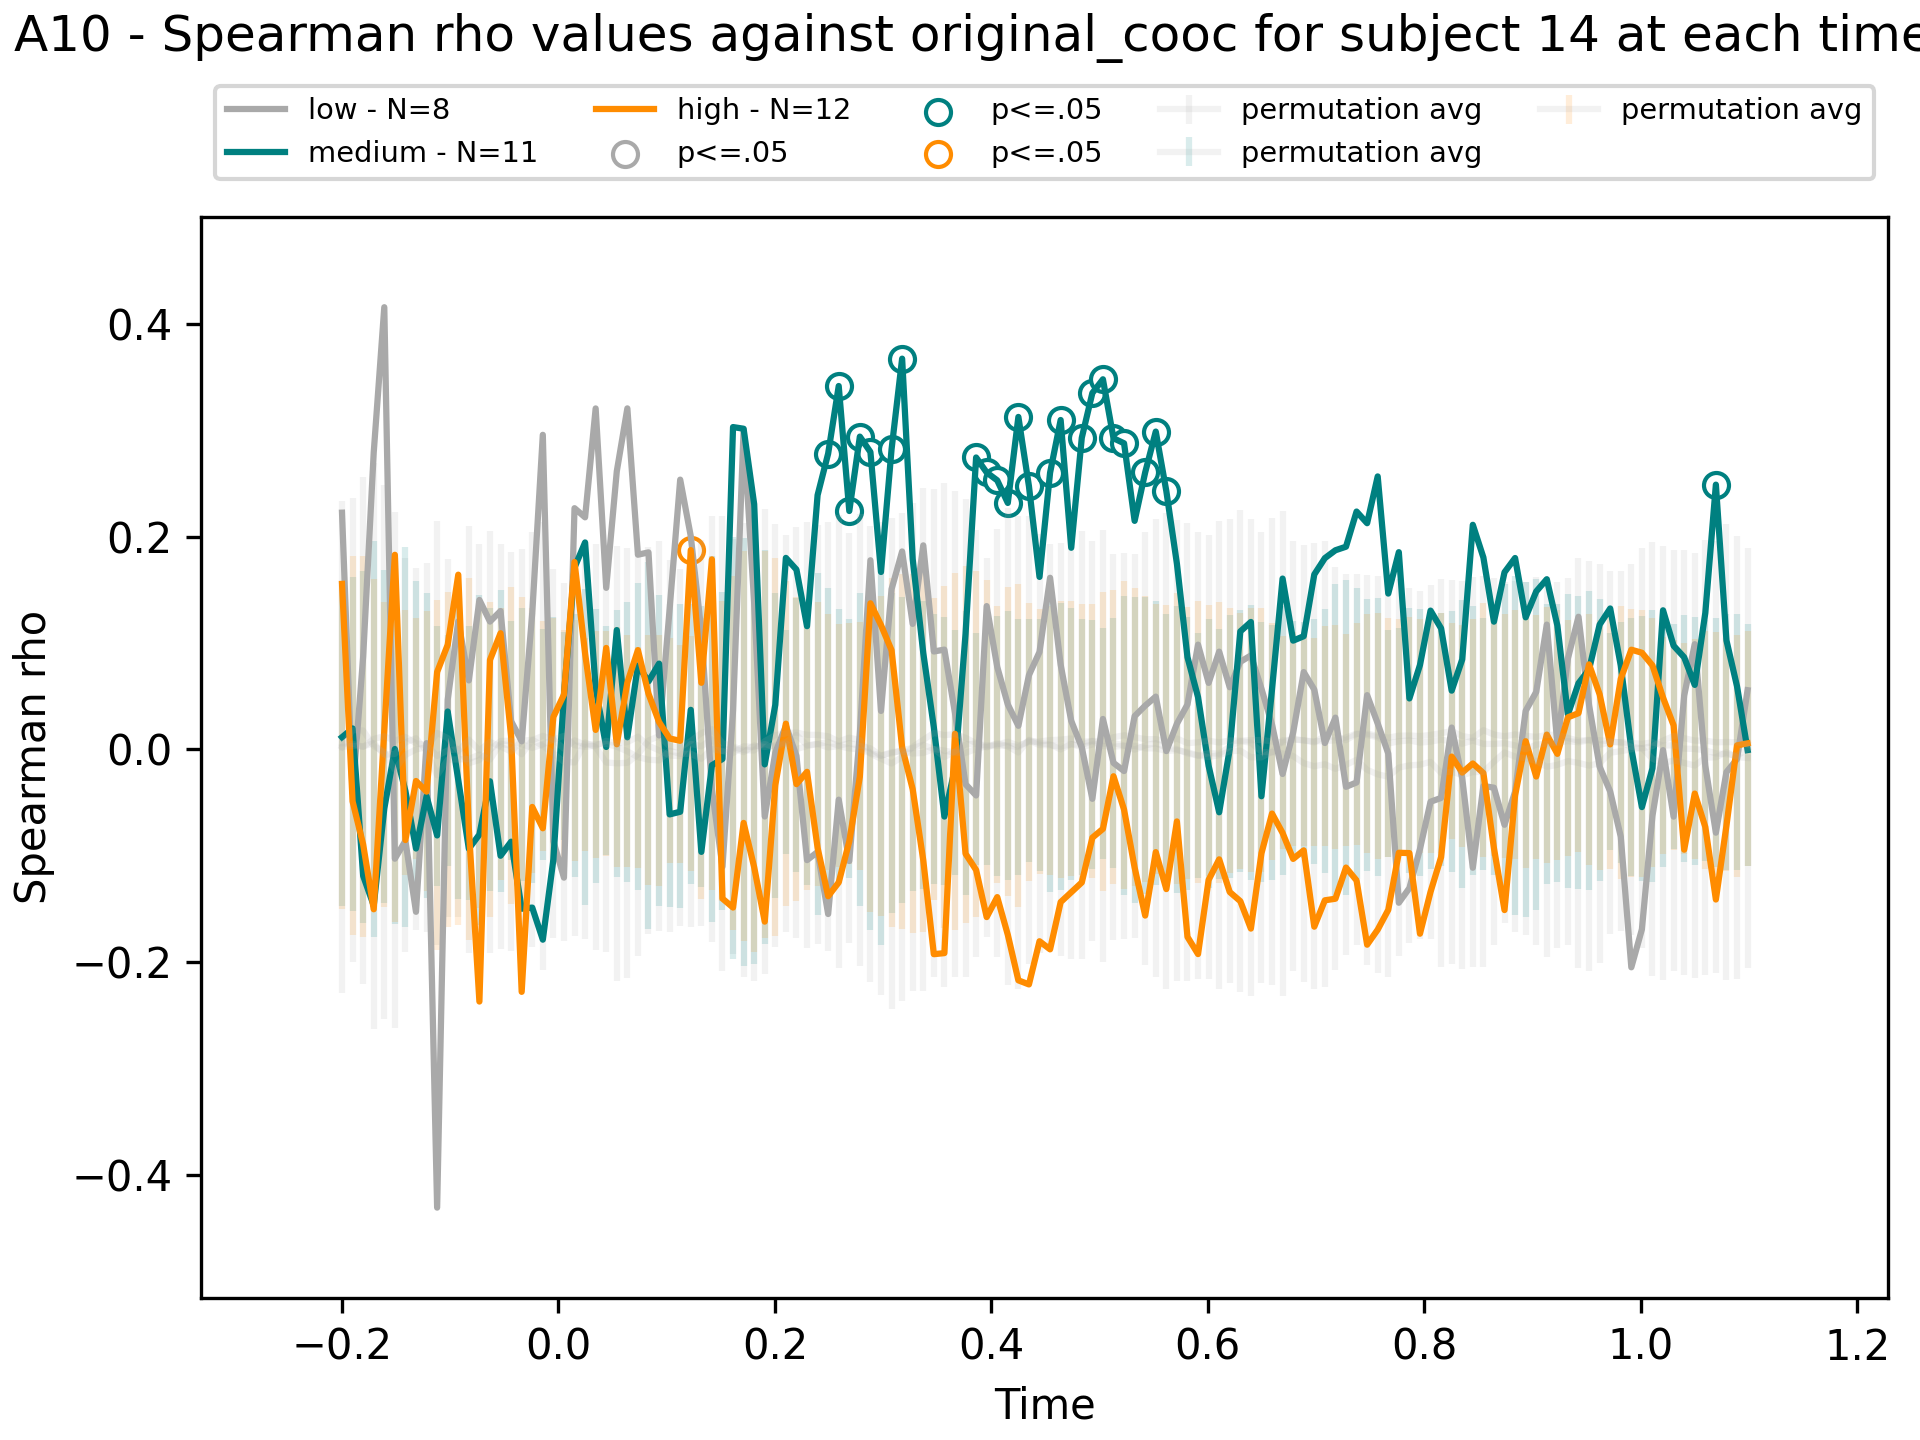 A10 - Spearman rho values against original_cooc for subject 14 at each time
low - N=8
medium - N=11
high - N=12
p<=.05
p<=.05
p<=.05
permutation avg
permutation avg
permutation avg
Spearman rho
0.4
0.2
0.0
−0.2
−0.4
−0.2 0.0 0.2 0.4 0.6 0.8 1.0 1.2
Time